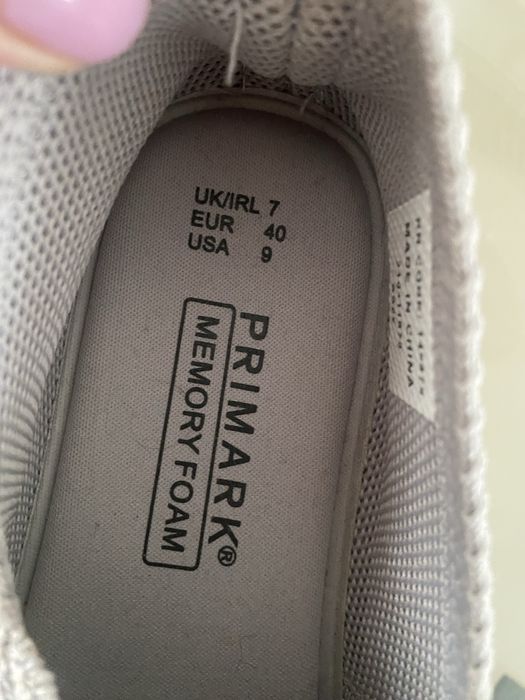 UK/IRL 7
EUR 40
USA 9
PRIMARK®
MEMORY FOAM
MADE IN CHINA